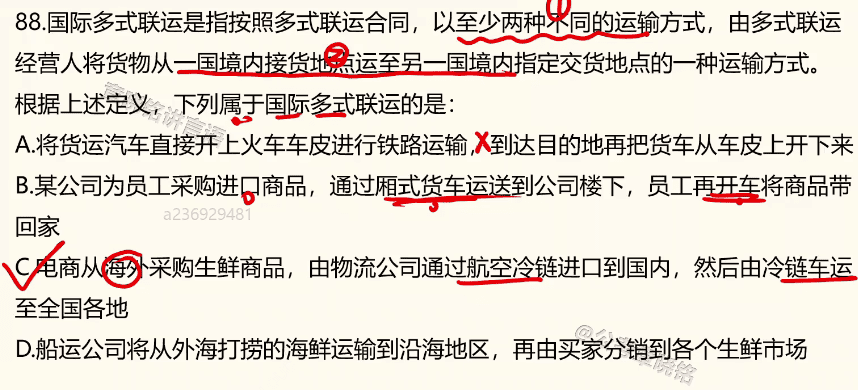 88.国际多式联运是指按照多式联运合同，以至少两种不同的运输方式，由多式联运
经营人将货物从一国境内接货地点运至另一国境内指定交货地点的一种运输方式。
根据上述定义，下列属于国际多式联运的是：
A.将货运汽车直接开上火车车皮进行铁路运输，到达目的地再把货车从车皮上开下来
B.某公司为员工采购进口商品，通过厢式货车运送到公司楼下，员工再开车将商品带
回家
a236929481
C.电商从海外采购生鲜商品，由物流公司通过航空冷链进口到国内，然后由冷链车运
至全国各地
D.船运公司将从外海打捞的海鲜运输到沿海地区，再由买家分销到各个生鲜市场